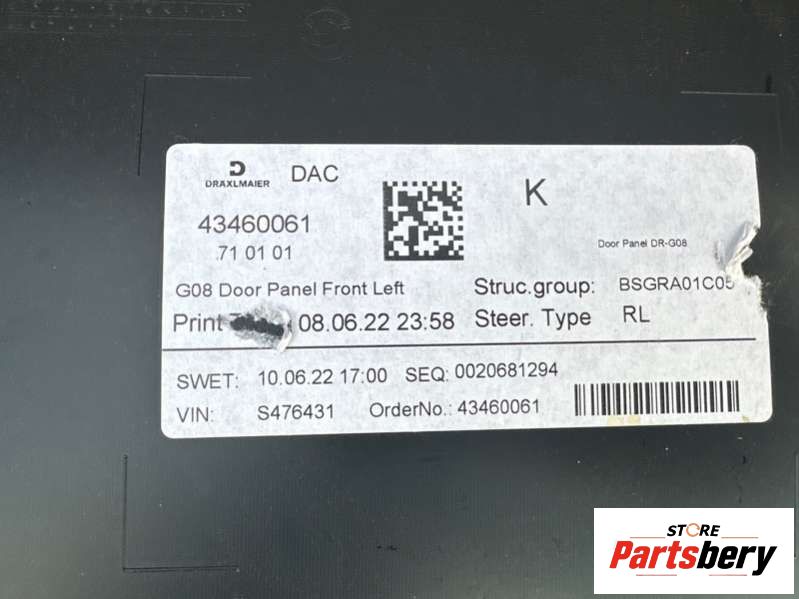 DRÄXLMAIER DAC
K
43460061
710 01 01
Door Panel DR-G08
G08 Door Panel Front Left
Struc.group: BSGRA01C05
Print 08.06.22 23:58
Steer. Type RL
SWET: 10.06.22 17:00 SEQ: 0020681294
VIN: S476431 OrderNo.: 43460061
STORE
Partsbery